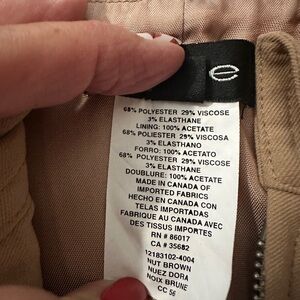 e
68% POLYESTER 29% VISCOSE
3% ELASTHANE
LINING: 100% ACETATE
68% POLIESTER 29% VISCOSA
3% ELASTHANO
FORRO: 100% ACETATO
68% POLYESTER 29% VISCOSE
3% ELASTHANE
DOUBLURE: 100% ACETATE
MADE IN CANADA OF
IMPORTED FABRICS
HECHO EN CANADA CON
TELAS IMPORTADAS
FABRIQUE AU CANADA AVEC
DES TISSUS IMPORTES
RN # 86017
CA # 35682
12183102-4004
NUT BROWN
NUEZ DORA
NOIX BRUNE
CC 56